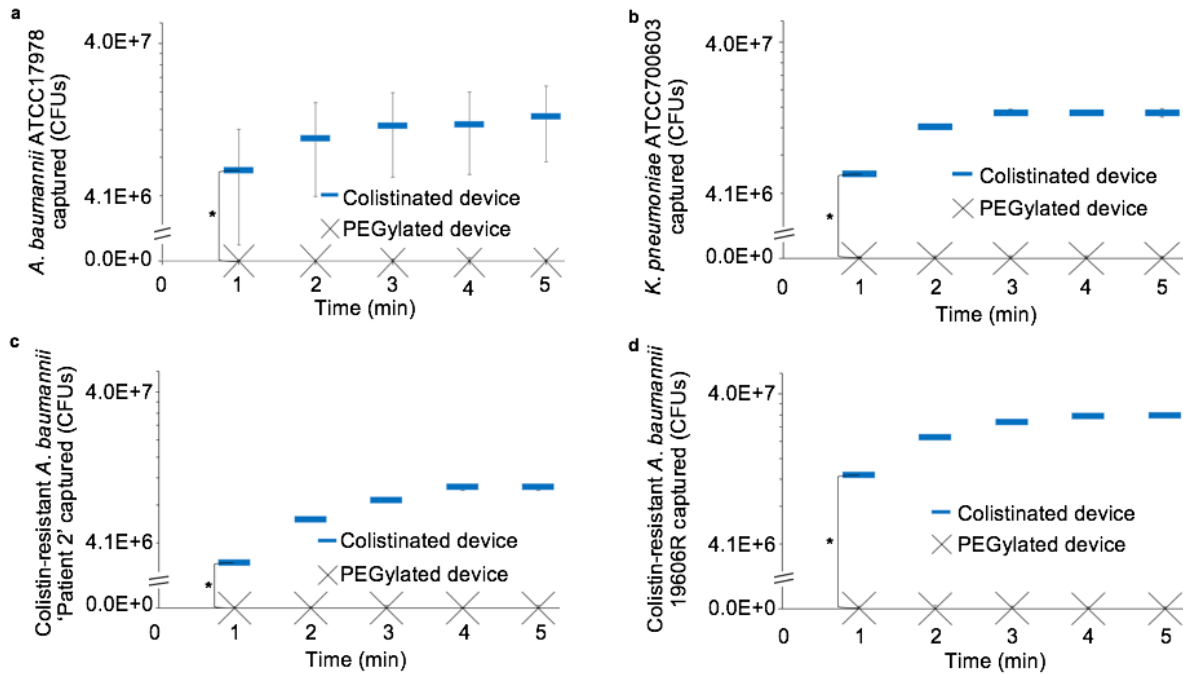 a
A. baumannii ATCC17978
captured (CFUs)
4.0E+7
4.1E+6
0.0E+0
*
Colistinated device
PEGylated device
0 1 2 3 4 5
Time (min)
b
K. pneumoniae ATCC700603
captured (CFUs)
4.0E+7
4.1E+6
0.0E+0
*
Colistinated device
PEGylated device
0 1 2 3 4 5
Time (min)
c
Colistin-resistant A. baumannii
'Patient 2' captured (CFUs)
4.0E+7
4.1E+6
0.0E+0
*
Colistinated device
PEGylated device
0 1 2 3 4 5
Time (min)
d
Colistin-resistant A. baumannii
19606R captured (CFUs)
4.0E+7
4.1E+6
0.0E+0
*
Colistinated device
PEGylated device
0 1 2 3 4 5
Time (min)